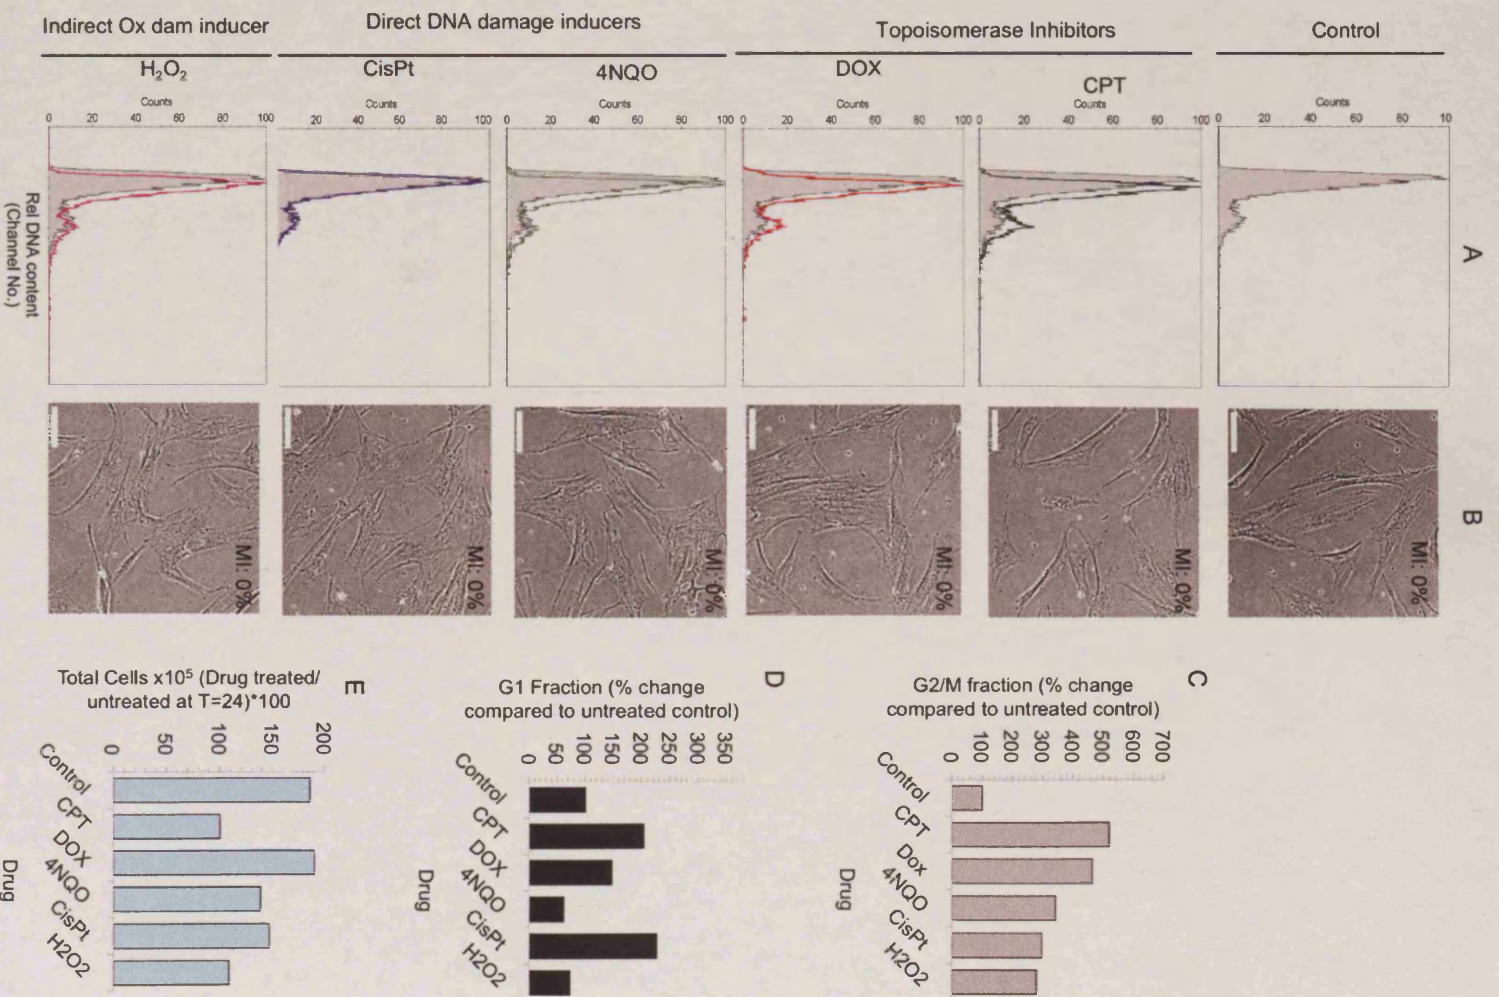 Indirect Ox dam inducer
Direct DNA damage inducers
Topoisomerase Inhibitors
Control
H₂O₂
CisPt
4NQO
DOX
CPT
Counts
Counts
Counts
Counts
Counts
Counts
0 20 40 60 80 100
20 40 60 80 100
0 20 40 60 80 100
0 20 40 60 80 100
0 20 40 60 80 100
0 20 40 60 80 10
Rel DNA content
(Channel No.)
A
MI: 0%
MI: 0%
MI: 0%
MI: 0%
MI: 0%
MI: 0%
B
C
G2/M fraction (% change
compared to untreated control)
0 100 200 300 400 500 600 700
Control
CPT
Dox
4NQO
CisPt
H2O2
Drug
D
G1 Fraction (% change
compared to untreated control)
0 50 100 150 200 250 300 350
Control
CPT
DOX
4NQO
CisPt
H2O2
Drug
E
Total Cells x10⁵ (Drug treated/
untreated at T=24)*100
0 50 100 150 200
Control
CPT
DOX
4NQO
CisPt
H2O2
Drug